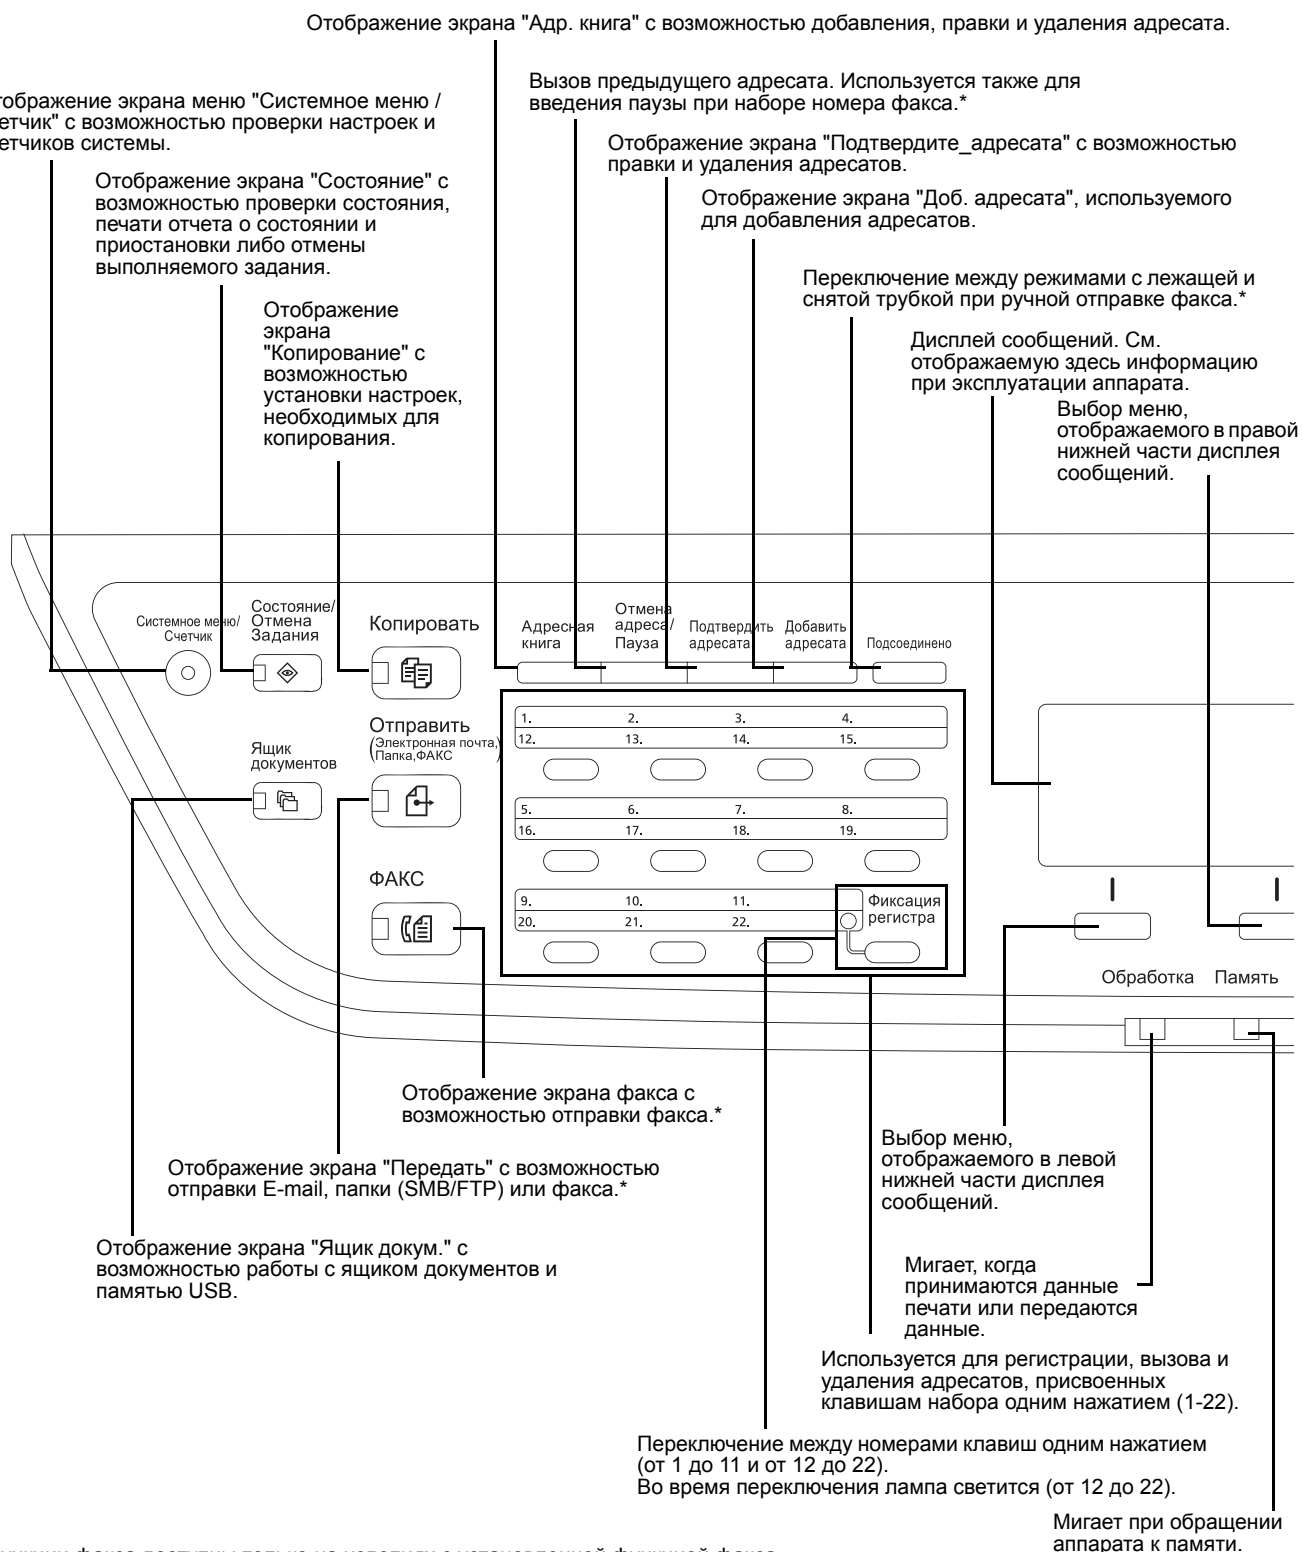 Отображение экрана "Адр. книга" с возможностью добавления, правки и удаления адресата.
Вызов предыдущего адресата. Используется также для
введения паузы при наборе номера факса.*
экрана меню "Системное меню /
с возможностью проверки настроек и
системы.
Отображение экрана "Подтвердите_адресата" с возможностью
правки и удаления адресатов.
Отображение экрана "Состояние" с
возможностью проверки состояния,
печати отчета о состоянии и
приостановки либо отмены
выполняемого задания.
Отображение экрана "Доб. адресата", используемого
для добавления адресатов.
Переключение между режимами с лежащей и
снятой трубкой при ручной отправке факса.*
Отображение
экрана
"Копирование" с
возможностью
установки настроек,
необходимых для
копирования.
Дисплей сообщений. См.
отображаемую здесь информацию
при эксплуатации аппарата.
Выбор меню,
отображаемого в правой
нижней части дисплея
сообщений.
Системное меню/
Счетчик
Состояние/
Отмена
Задания
Копировать
Адресная
книга
Отмена
адреса/
Пауза
Подтвердить
адресата
Добавить
адресата
Подсоединено
Отправить
(Электронная почта,
Папка,ФАКС)
Ящик
документов
ФАКС
1. 2. 3. 4.
12. 13. 14. 15.
5. 6. 7. 8.
16. 17. 18. 19.
9. 10. 11.
20. 21. 22.
Фиксация
регистра
Обработка Память
Отображение экрана факса с
возможностью отправки факса.*
Выбор меню,
отображаемого в левой
нижней части дисплея
сообщений.
Отображение экрана "Передать" с возможностью
отправки E-mail, папки (SMB/FTP) или факса.*
Отображение экрана "Ящик докум." с
возможностью работы с ящиком документов и
памятью USB.
Мигает, когда
принимаются данные
печати или передаются
данные.
Используется для регистрации, вызова и
удаления адресатов, присвоенных
клавишам набора одним нажатием (1-22).
Переключение между номерами клавиш одним нажатием
(от 1 до 11 и от 12 до 22).
Во время переключения лампа светится (от 12 до 22).
Мигает при обращении
аппарата к памяти.